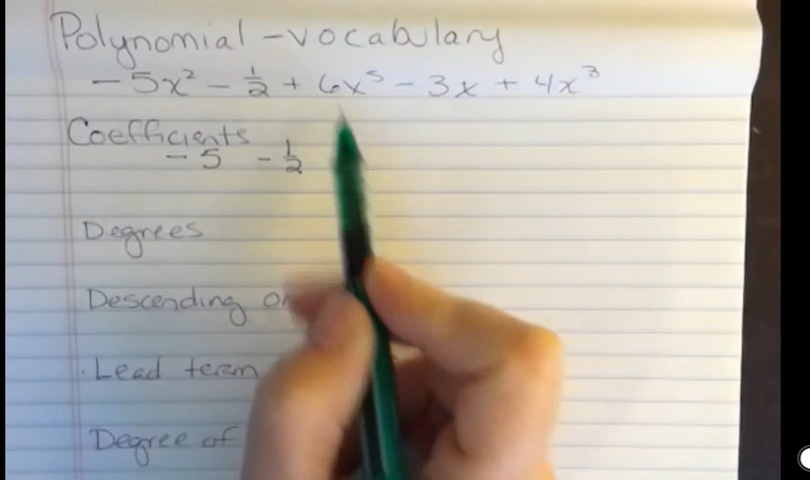 Polynomial - vocabulary
- 5x² - 1/2 + 6x⁵ - 3x + 4x³
Coefficients
- 5 - 1/2
Degrees
Descending
Lead term
Degree of